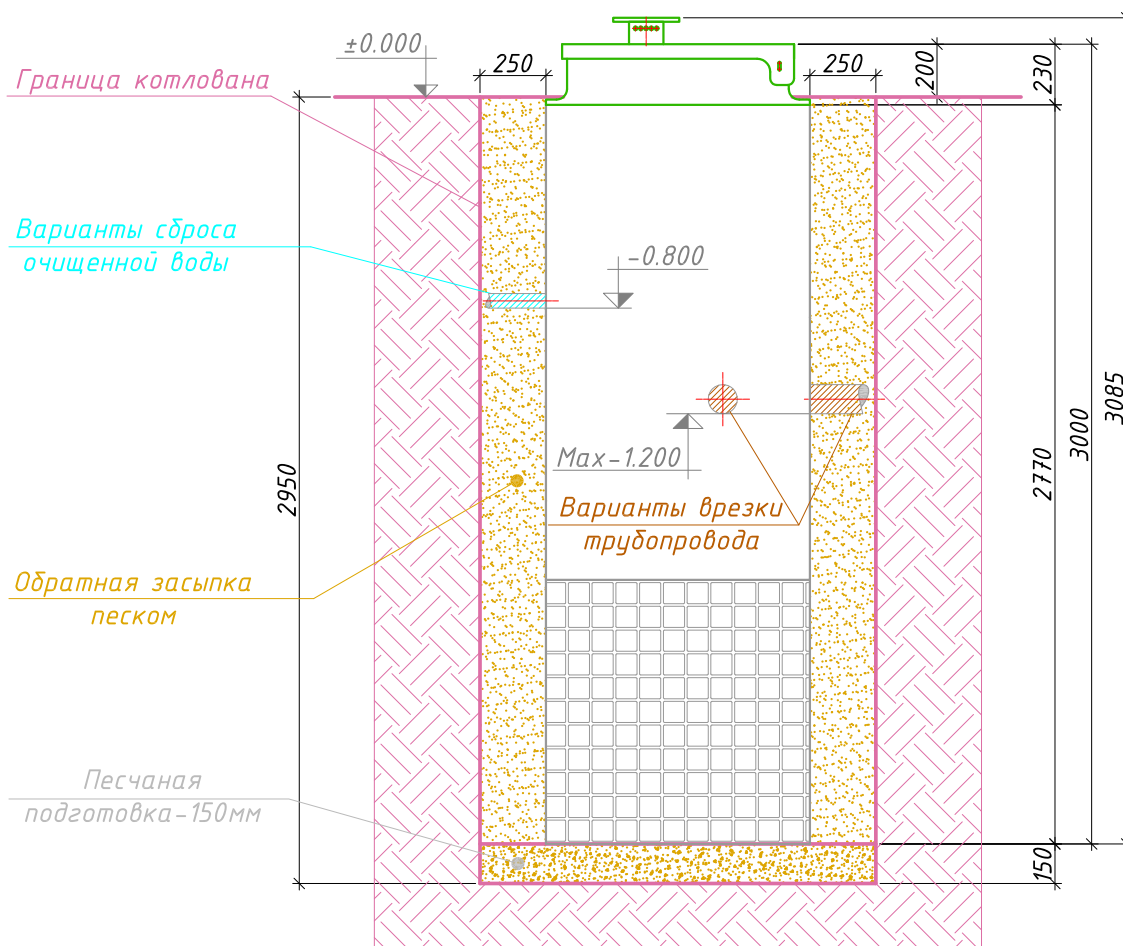 ±0.000
Граница котлована
250
250
200
230
Варианты сброса
очищенной воды
-0.800
3085
3000
2770
Max-1.200
2950
Варианты врезки
трубопровода
Обратная засыпка
песком
Песчаная
подготовка-150мм
150